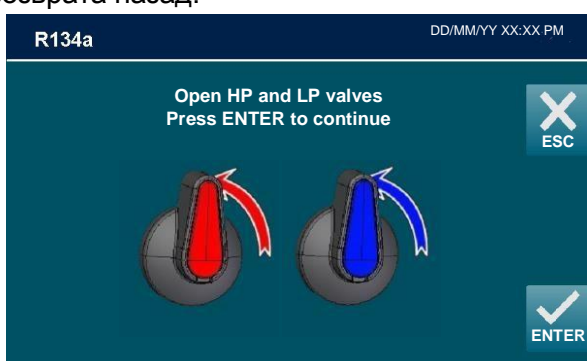 возврата назад.
R134a
DD/MM/YY XX:XX PM
Open HP and LP valves
Press ENTER to continue
ESC
ENTER